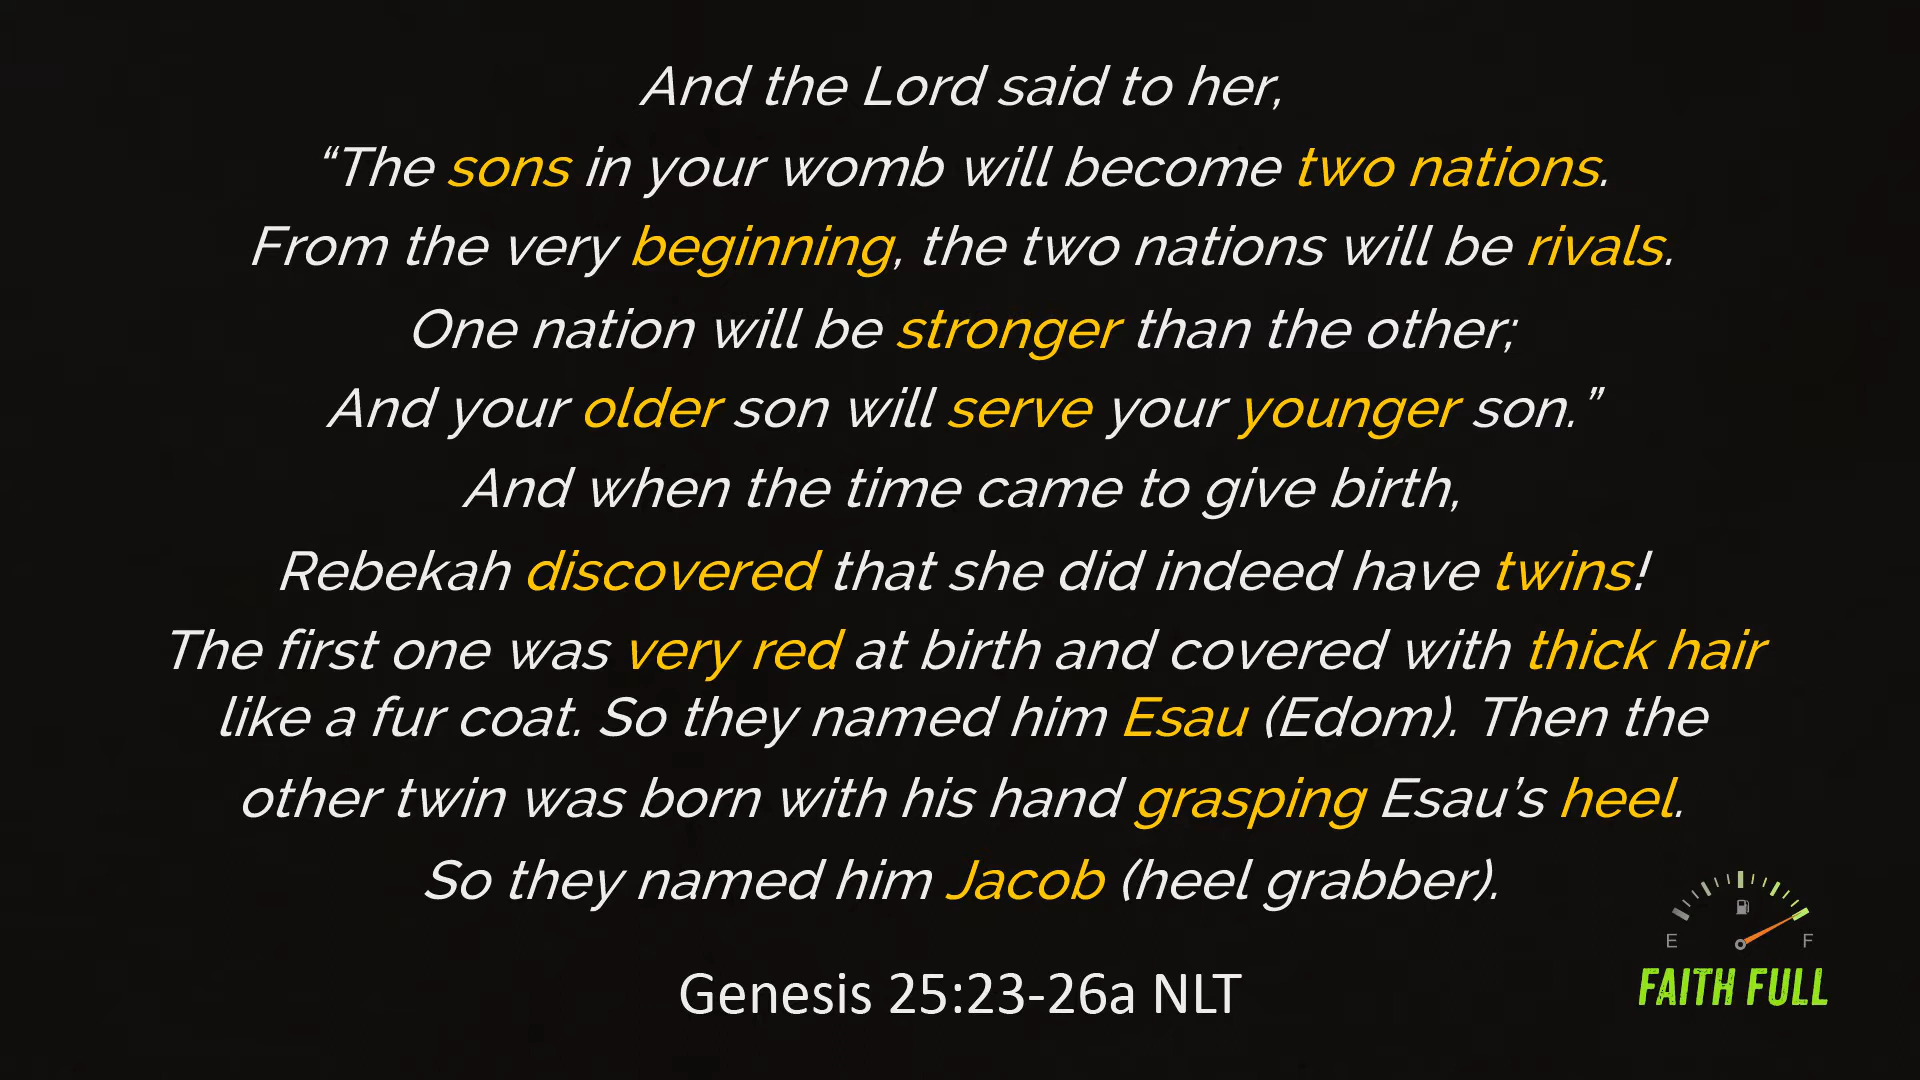 And the Lord said to her,
“The sons in your womb will become two nations.
From the very beginning, the two nations will be rivals.
One nation will be stronger than the other;
And your older son will serve your younger son.”
And when the time came to give birth,
Rebekah discovered that she did indeed have twins!
The first one was very red at birth and covered with thick hair
like a fur coat. So they named him Esau (Edom). Then the
other twin was born with his hand grasping Esau’s heel.
So they named him Jacob (heel grabber).
Genesis 25:23-26a NLT
E F
FAITH FULL